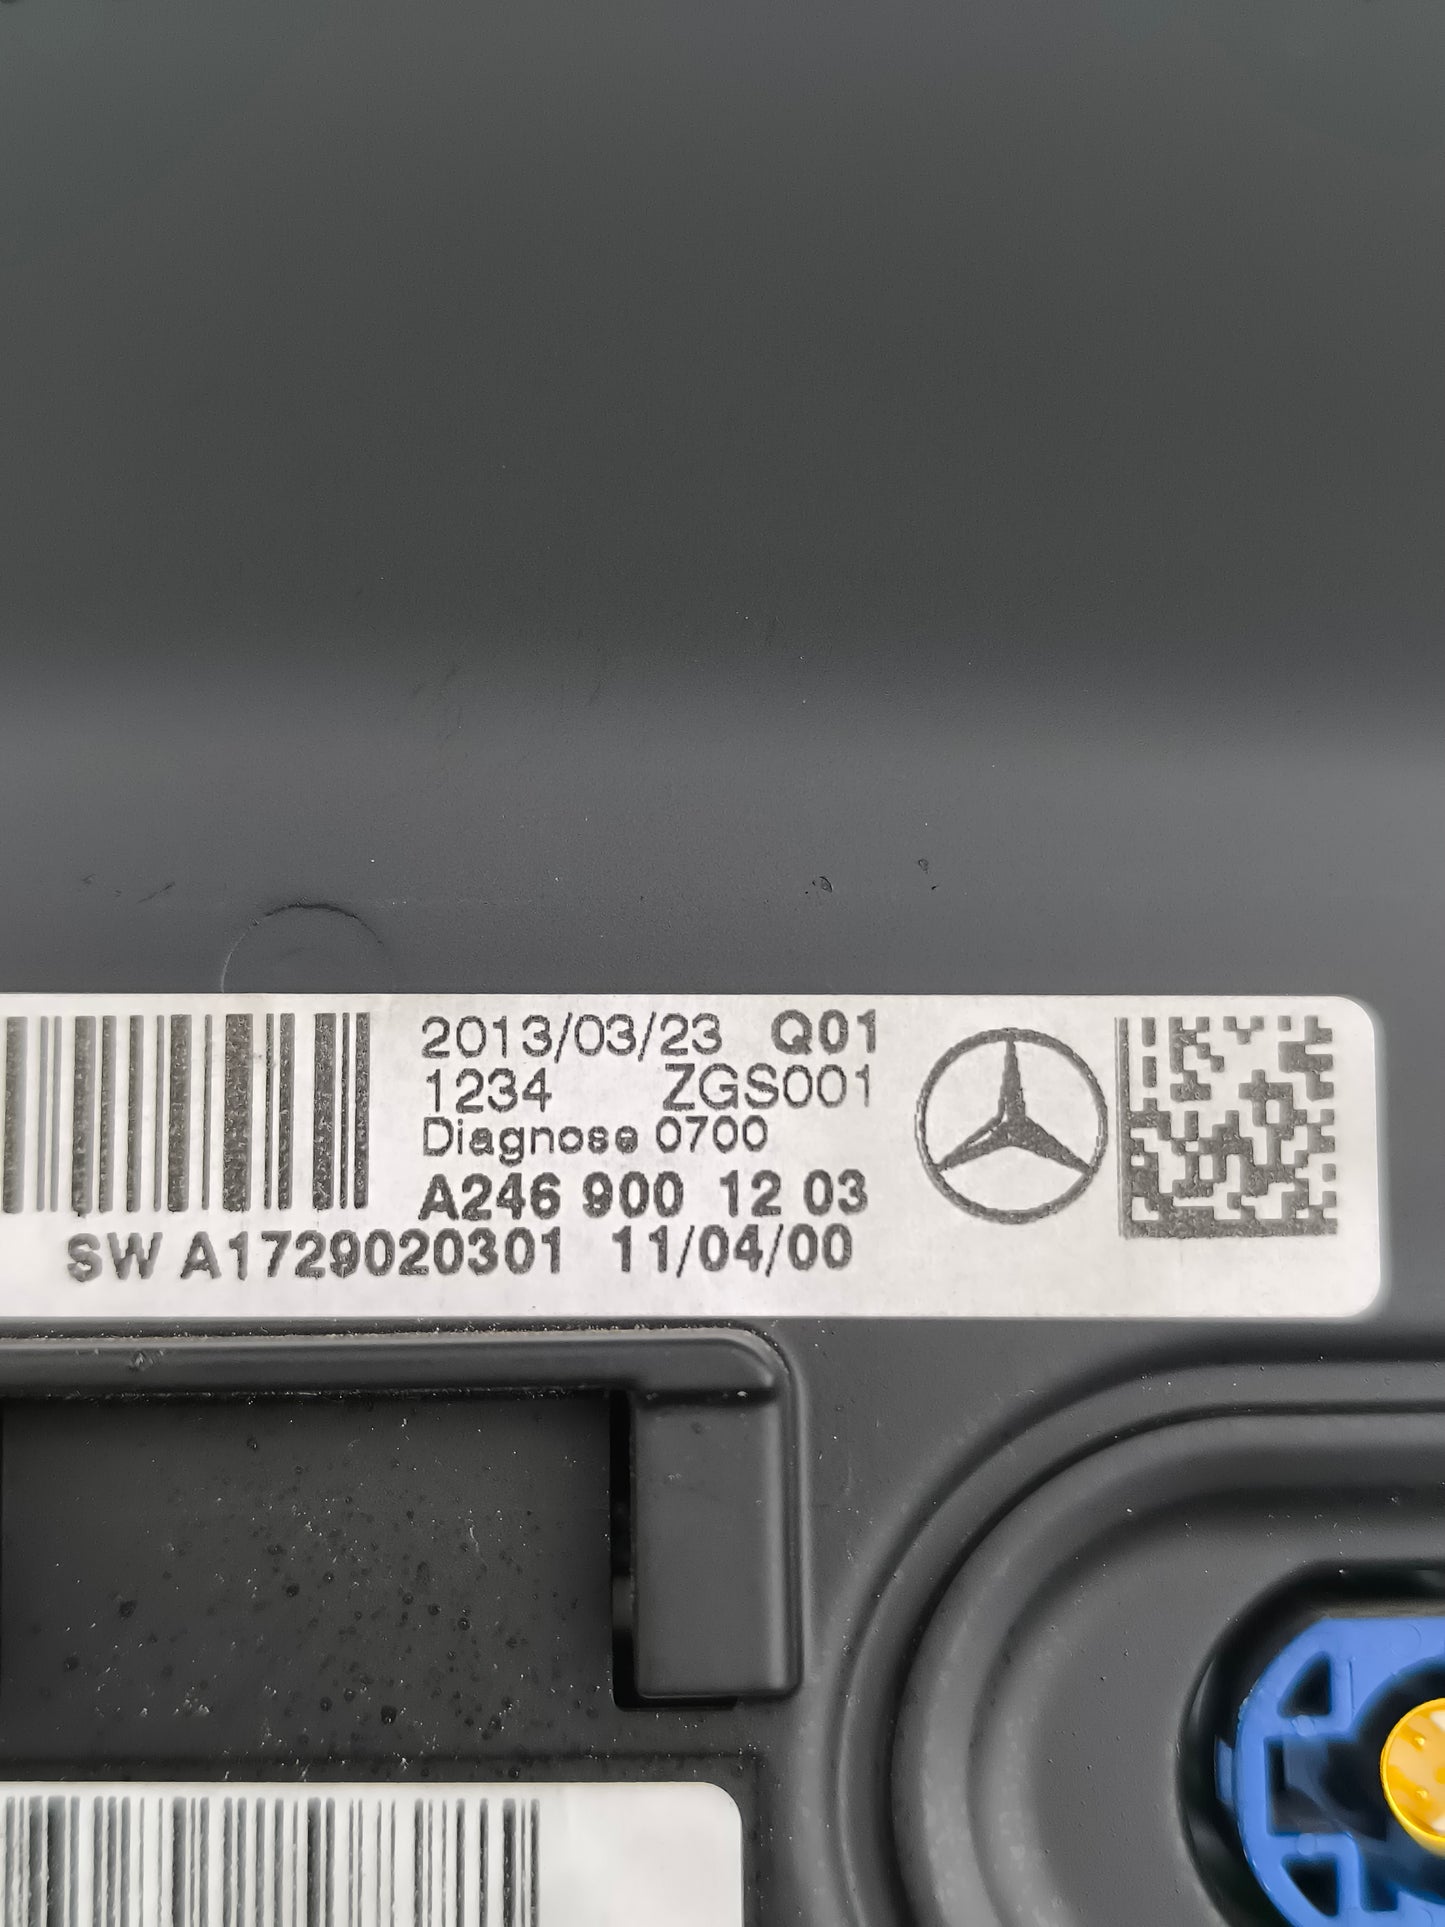 2013/03/23 Q01
1234 ZGS001
Diagnose 0700
A246 900 12 03
SW A1729020301 11/04/00